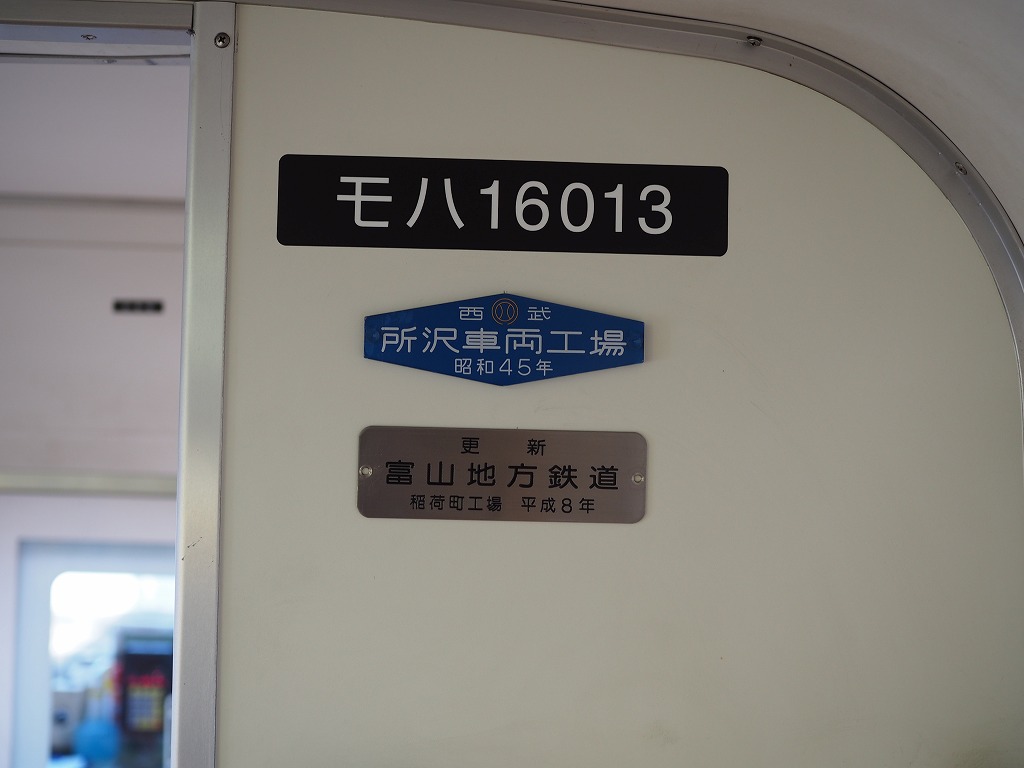 モハ16013
西武
所沢車両工場
昭和45年
更新
富山地方鉄道
稲荷町工場 平成8年